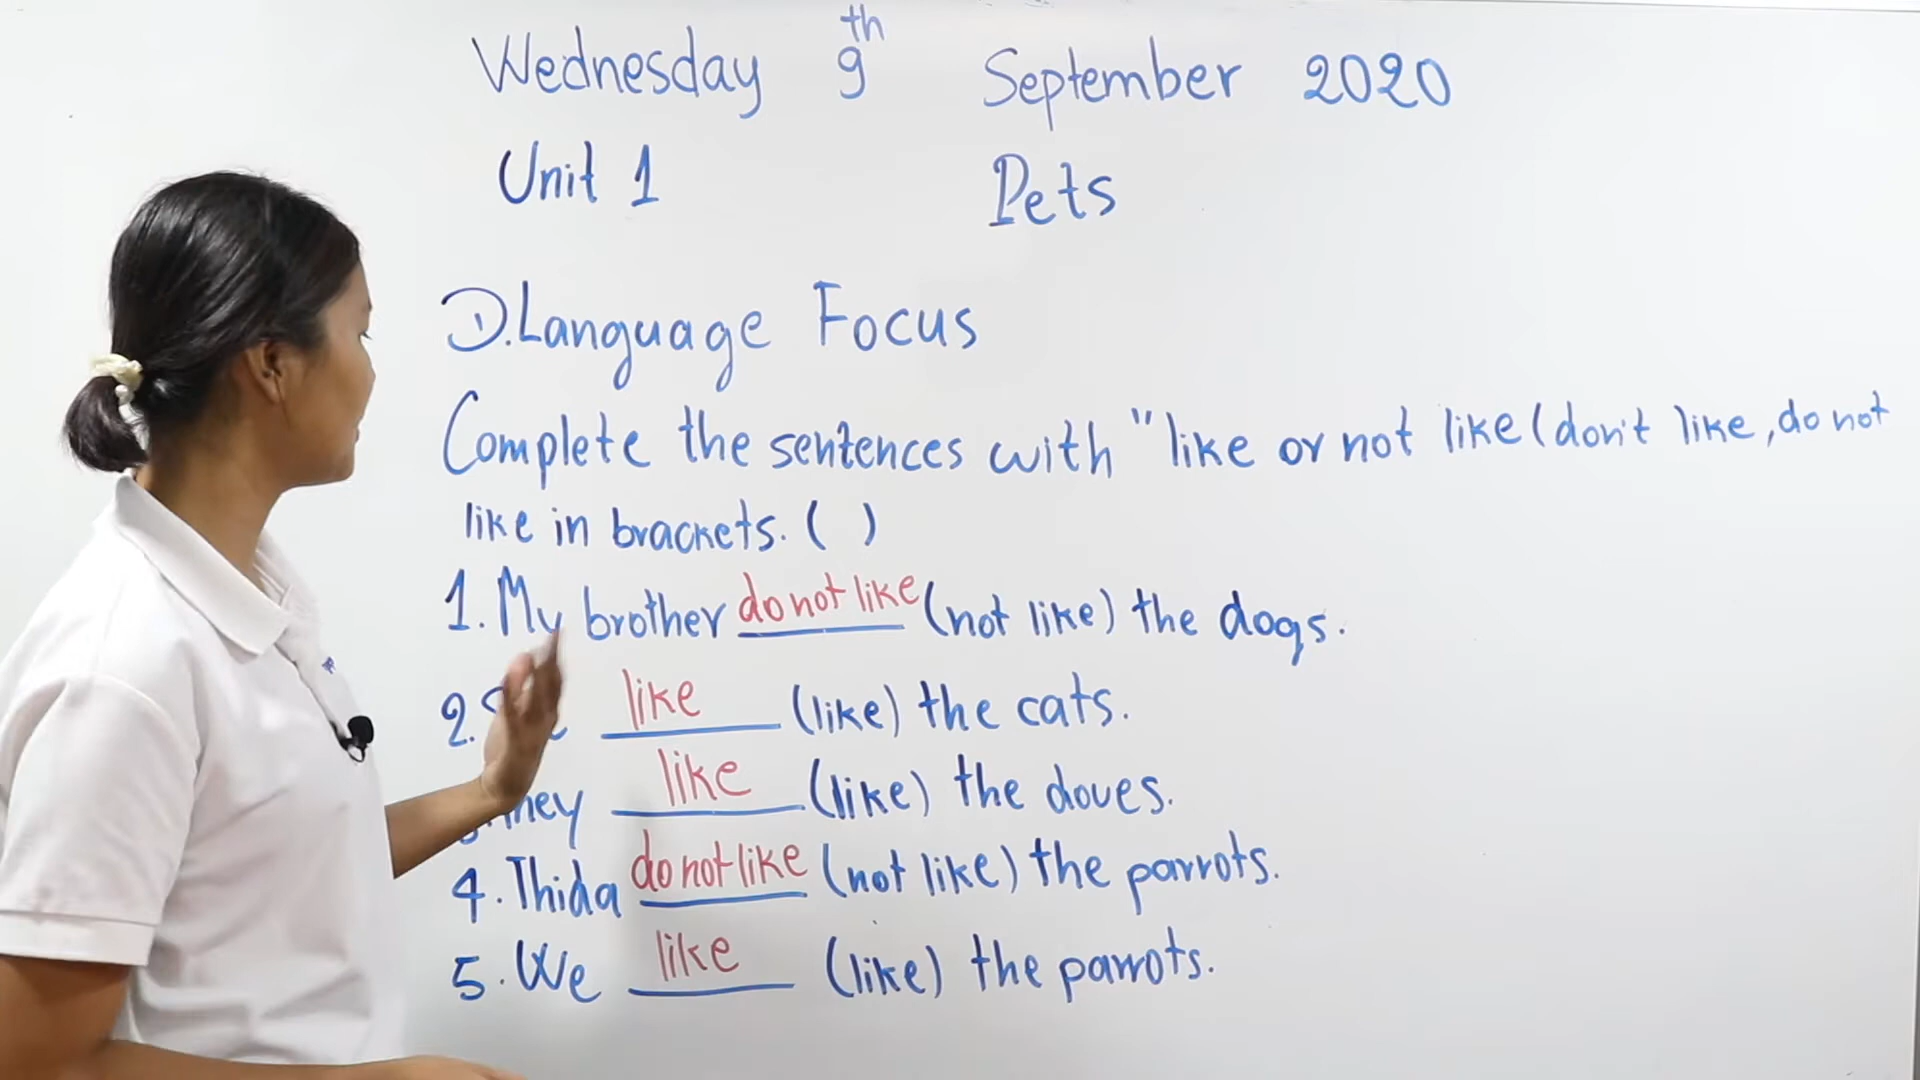 Wednesday 9th September 2020
Unit 1 Pets
D. Language Focus
Complete the sentences with "like or not like (don't like, do not
like in brackets. ( )
1. My brother do not like (not like) the dogs.
2. like (like) the cats.
like (like) the doves.
4. Thida do not like (not like) the parrots.
5. We like (like) the parrots.